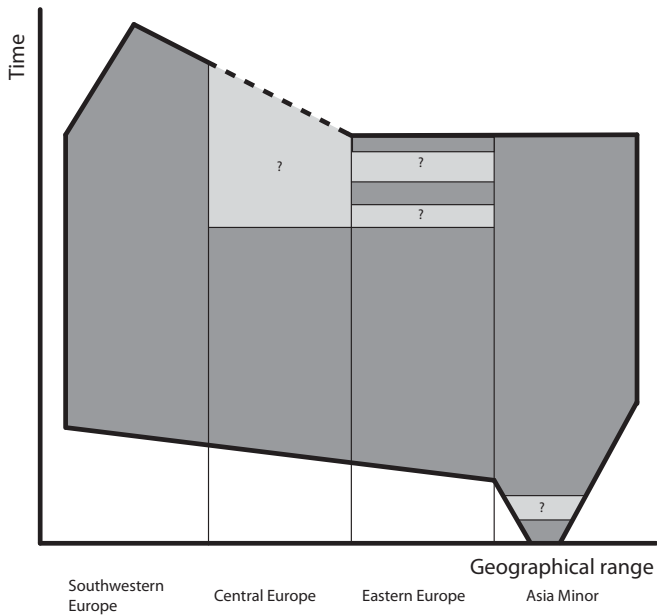 Time
?
?
?
?
Geographical range
Southwestern
Europe
Central Europe
Eastern Europe
Asia Minor